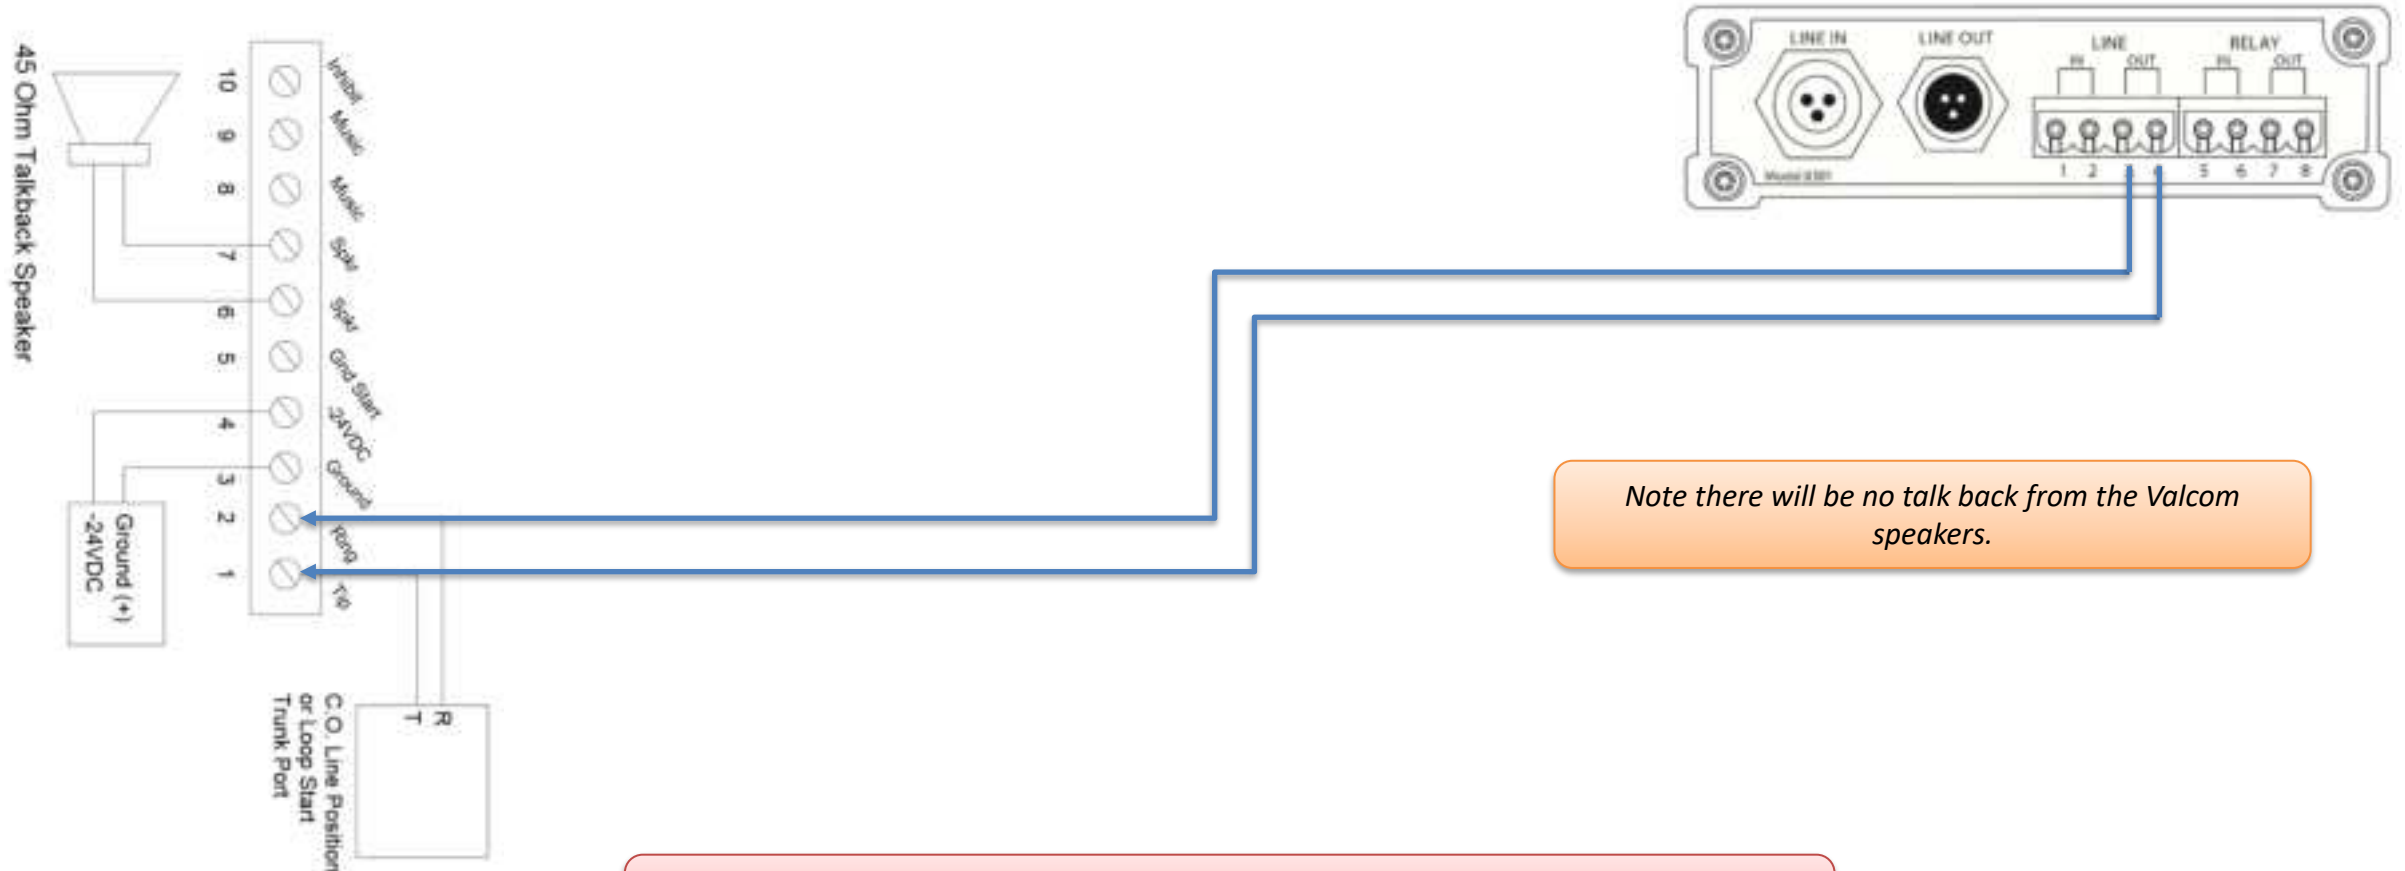 45 Ohm Talkback Speaker
10
9
8
7
6
5
4
3
2
1
Inhibit
Music
Music
Spkr
Spkr
Gnd Start
-24VDC
Ground
Ring
Tip
Ground (+)
-24VDC
R
T
C.O. Line Position
or Loop Start
Trunk Port
LINE IN
LINE OUT
LINE
IN OUT
RELAY
IN OUT
1 2 3 4 5 6 7 8
Model
Note there will be no talk back from the Valcom
speakers.